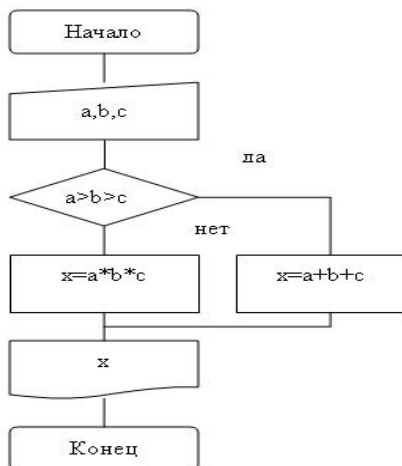 Начало
a,b,c
да
a>b>c
нет
x=a*b*c
x=a+b+c
x
Конец